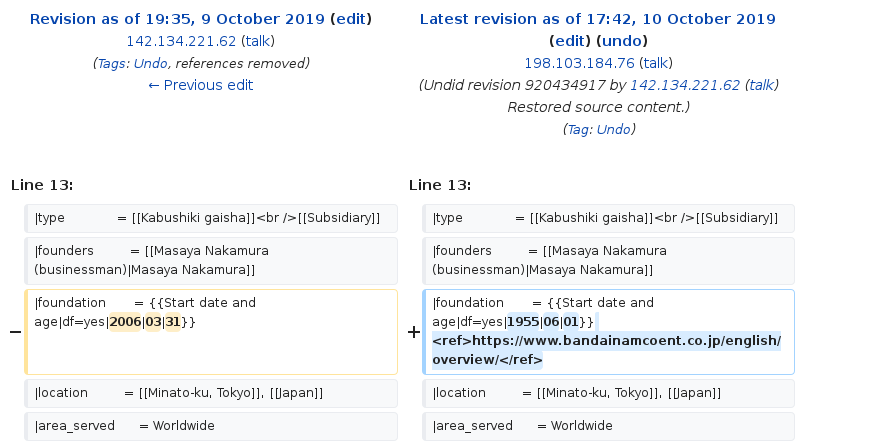 Revision as of 19:35, 9 October 2019 (edit)
142.134.221.62 (talk)
(Tags: Undo, references removed)
← Previous edit
Latest revision as of 17:42, 10 October 2019
(edit) (undo)
198.103.184.76 (talk)
(Undid revision 920434917 by 142.134.221.62 (talk)
Restored source content.)
(Tag: Undo)
Line 13:
|type = [[Kabushiki gaisha]]<br />[[Subsidiary]]
|founders = [[Masaya Nakamura
(businessman)|Masaya Nakamura]]
− |foundation = {{Start date and
age|df=yes|2006|03|31}}
|location = [[Minato-ku, Tokyo]], [[Japan]]
|area_served = Worldwide
Line 13:
|type = [[Kabushiki gaisha]]<br />[[Subsidiary]]
|founders = [[Masaya Nakamura
(businessman)|Masaya Nakamura]]
+ |foundation = {{Start date and
age|df=yes|1955|06|01}}
<ref>https://www.bandainamcoent.co.jp/english/
overview/</ref>
|location = [[Minato-ku, Tokyo]], [[Japan]]
|area_served = Worldwide